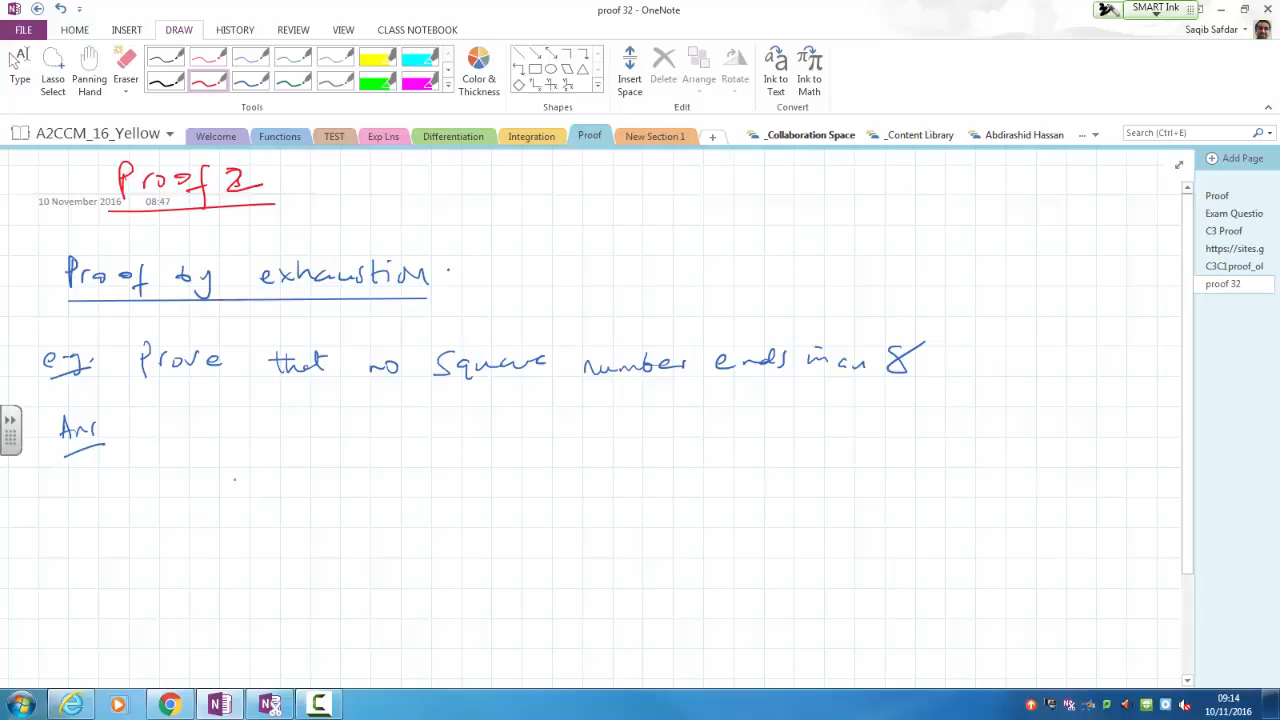 proof 32 - OneNote
SMART Ink
FILE HOME INSERT DRAW HISTORY REVIEW VIEW CLASS NOTEBOOK
Saqib Safdar
Type Lasso Select Panning Hand Eraser Color & Thickness Insert Space Delete Arrange Rotate Ink to Text Ink to Math
Tools Shapes Edit Convert
A2CCM_16_Yellow Welcome Functions TEST Exp Lns Differentiation Integration Proof New Section 1 _Collaboration Space _Content Library Abdirashid Hassan Search (Ctrl+E)
Add Page
Proof 2
10 November 2016 08:47
Proof
Exam Questio
C3 Proof
https://sites.g
C3C1proof_ol
proof 32
Proof by exhaustion.
e.g. Prove that no square number ends in an 8
Ans
09:14
10/11/2016